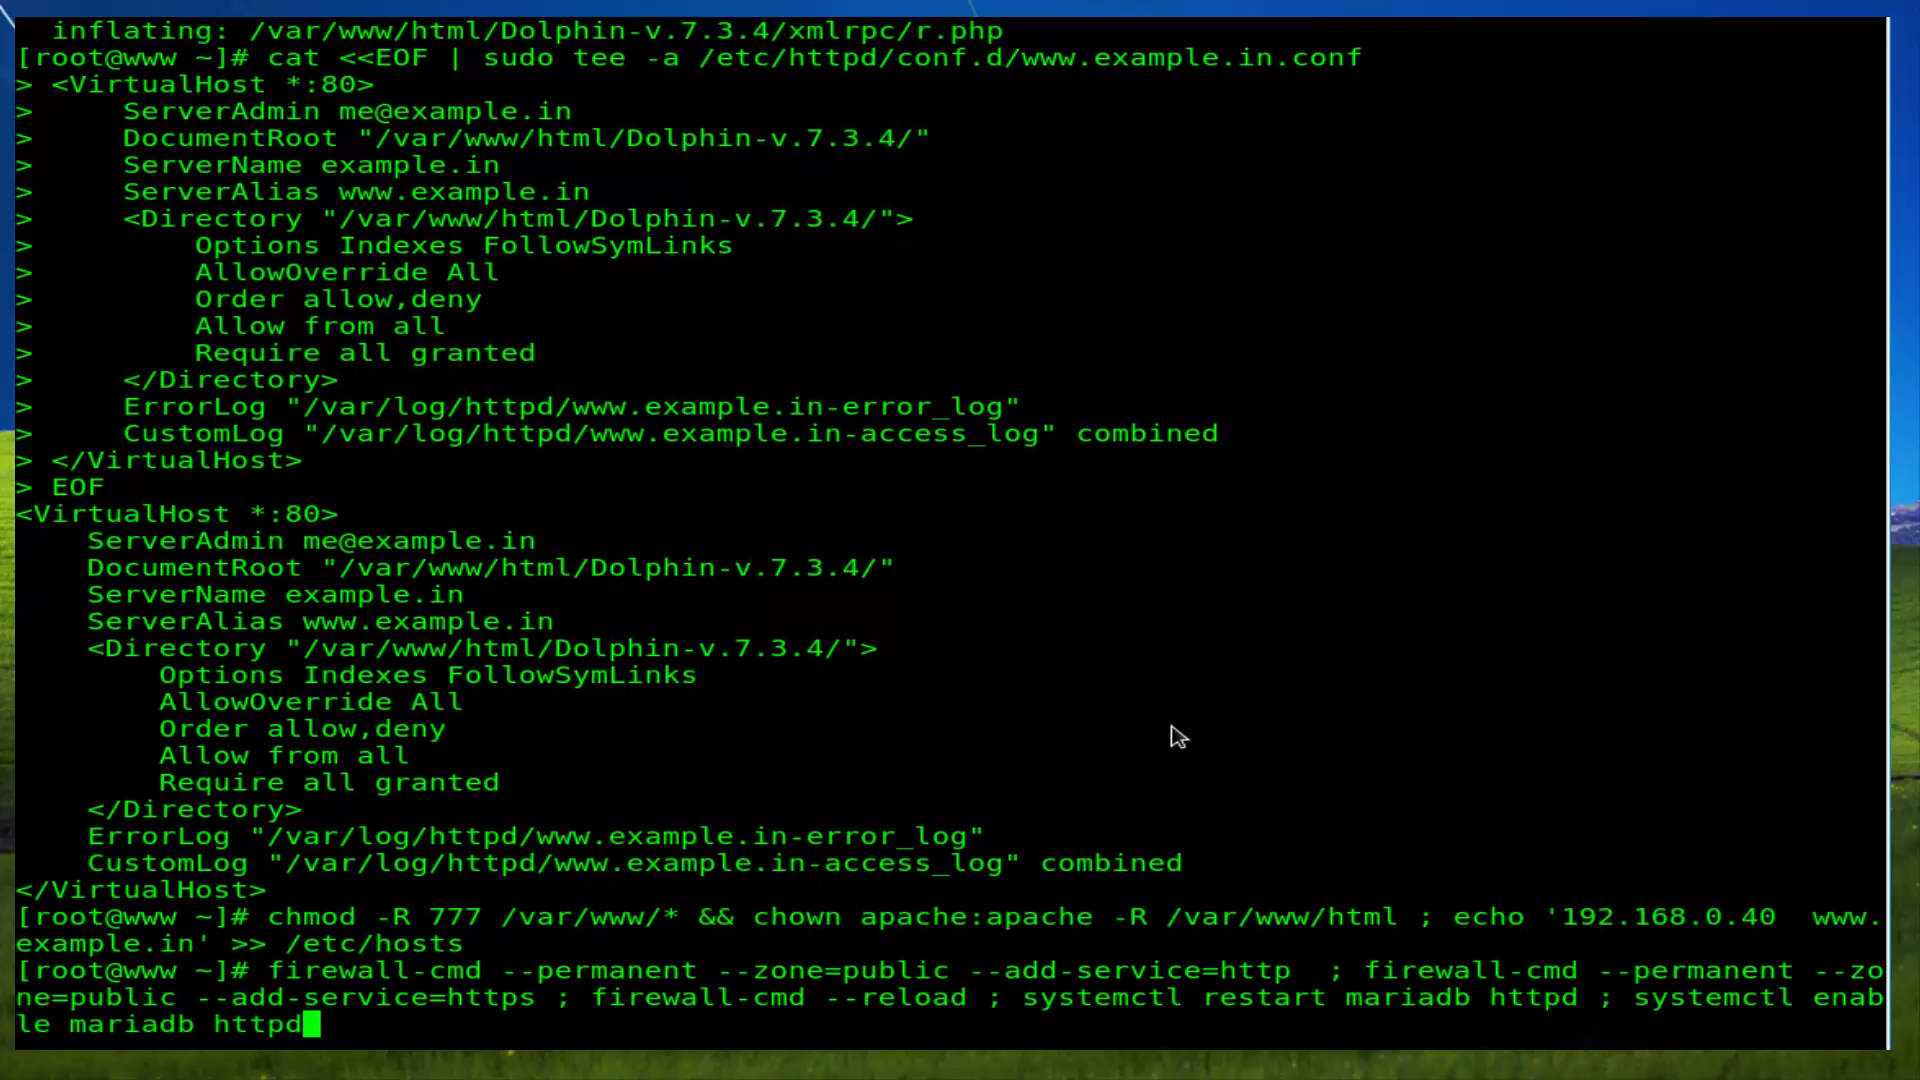 inflating: /var/www/html/Dolphin-v.7.3.4/xmlrpc/r.php
[root@www ~]# cat <<EOF | sudo tee -a /etc/httpd/conf.d/www.example.in.conf
> <VirtualHost *:80>
>     ServerAdmin me@example.in
>     DocumentRoot "/var/www/html/Dolphin-v.7.3.4/"
>     ServerName example.in
>     ServerAlias www.example.in
>     <Directory "/var/www/html/Dolphin-v.7.3.4/">
>         Options Indexes FollowSymLinks
>         AllowOverride All
>         Order allow,deny
>         Allow from all
>         Require all granted
>     </Directory>
>     ErrorLog "/var/log/httpd/www.example.in-error_log"
>     CustomLog "/var/log/httpd/www.example.in-access_log" combined
> </VirtualHost>
> EOF
<VirtualHost *:80>
    ServerAdmin me@example.in
    DocumentRoot "/var/www/html/Dolphin-v.7.3.4/"
    ServerName example.in
    ServerAlias www.example.in
    <Directory "/var/www/html/Dolphin-v.7.3.4/">
        Options Indexes FollowSymLinks
        AllowOverride All
        Order allow,deny
        Allow from all
        Require all granted
    </Directory>
    ErrorLog "/var/log/httpd/www.example.in-error_log"
    CustomLog "/var/log/httpd/www.example.in-access_log" combined
</VirtualHost>
[root@www ~]# chmod -R 777 /var/www/* && chown apache:apache -R /var/www/html ; echo '192.168.0.40  www.
example.in' >> /etc/hosts
[root@www ~]# firewall-cmd --permanent --zone=public --add-service=http  ; firewall-cmd --permanent --zo
ne=public --add-service=https ; firewall-cmd --reload ; systemctl restart mariadb httpd ; systemctl enab
le mariadb httpd